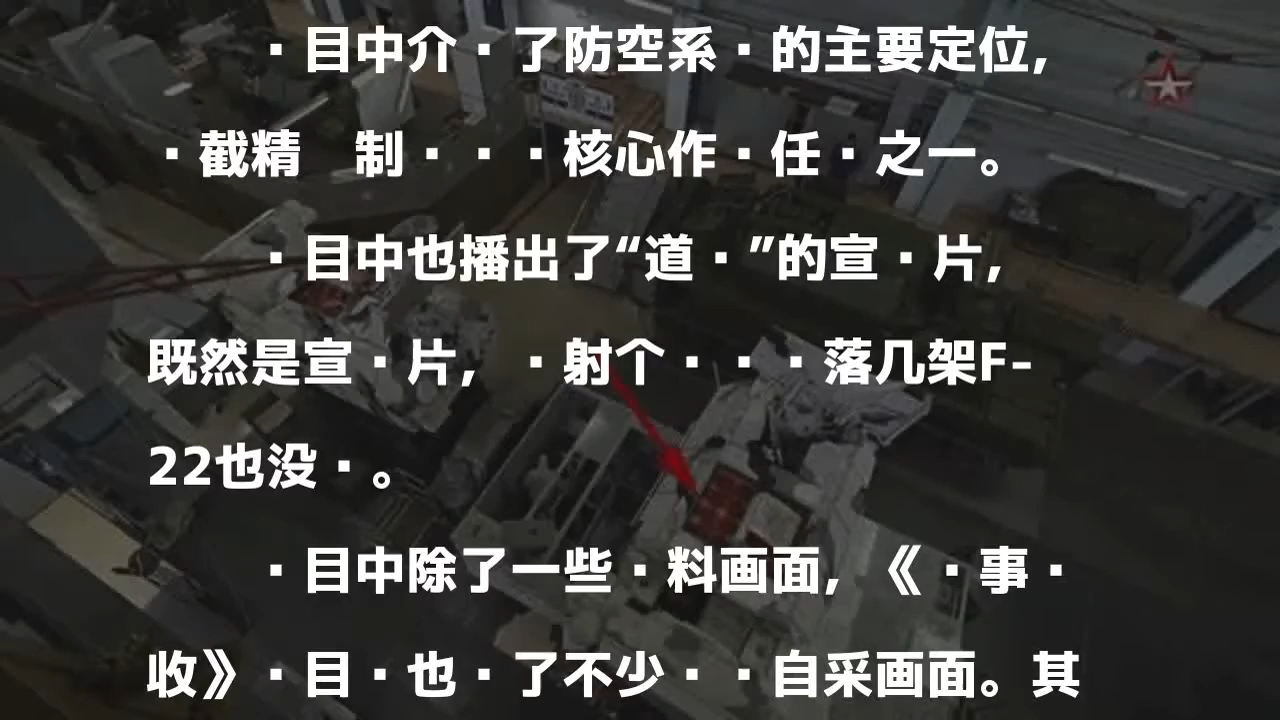 ·目中介·了防空系·的主要定位,
·截精 制···核心作·任·之一。
·目中也播出了“道·”的宣·片,
既然是宣·片, ·射个···落几架F-
22也没·。
·目中除了一些·料画面, 《·事·
收》·目·也·了不少··自采画面。其